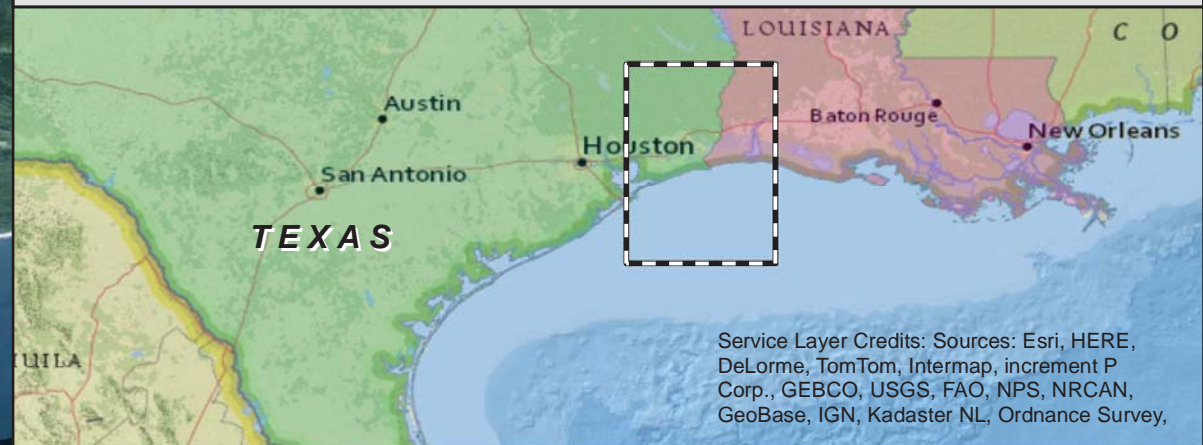 LOUISIANA
C O
Austin
Baton Rouge
New Orleans
Houston
San Antonio
TEXAS
UILA
Service Layer Credits: Sources: Esri, HERE,
DeLorme, TomTom, Intermap, increment P
Corp., GEBCO, USGS, FAO, NPS, NRCAN,
GeoBase, IGN, Kadaster NL, Ordnance Survey,